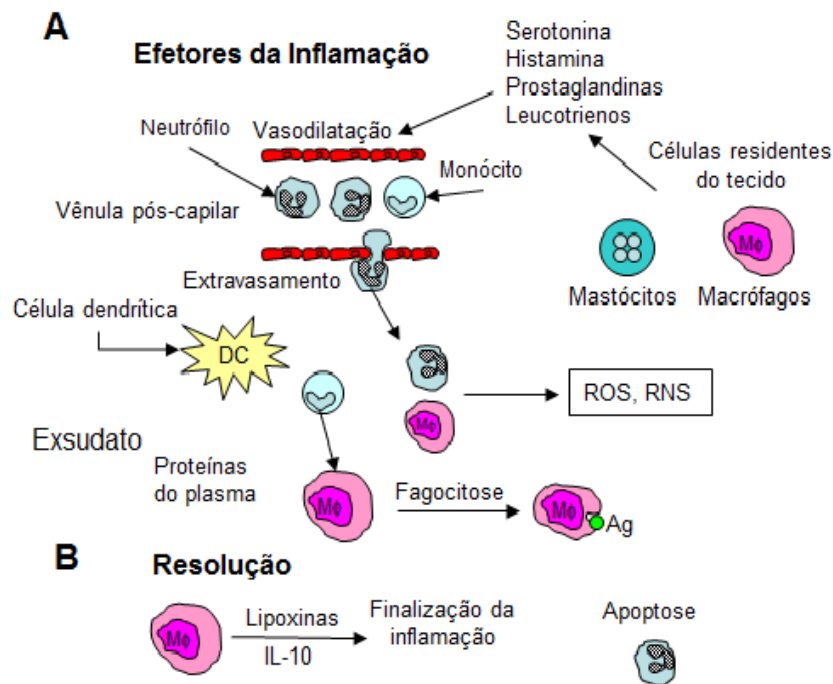 A
Efetores da Inflamação
Serotonina
Histamina
Prostaglandinas
Leucotrienos
Neutrófilo
Vasodilatação
Monócito
Células residentes
do tecido
Vênula pós-capilar
Mϕ
Extravasamento
Mastócitos
Macrófagos
Célula dendrítica
DC
ROS, RNS
Mϕ
Exsudato
Proteínas
do plasma
Mϕ
Fagocitose
Mϕ
Ag
B
Resolução
Mϕ
Lipoxinas
IL-10
Finalização da
inflamação
Apoptose